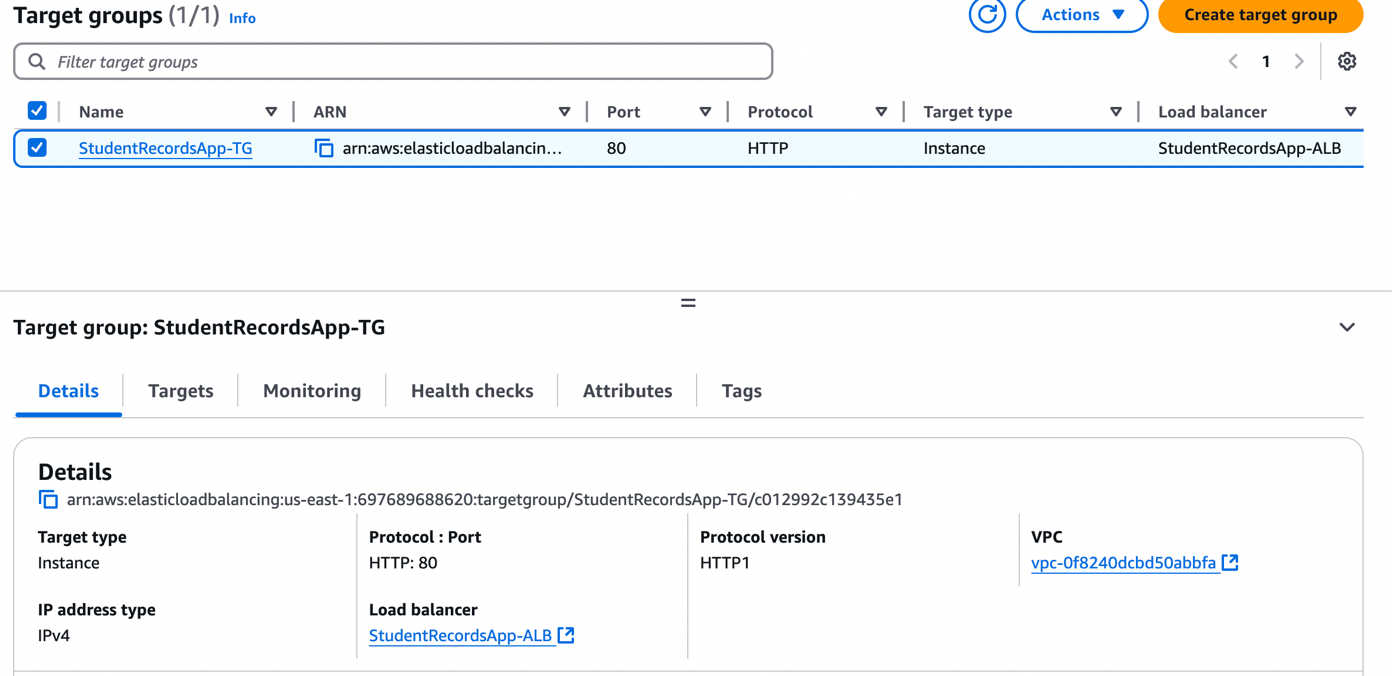 Target groups (1/1) Info
Actions
Create target group
Filter target groups
1
Name ARN Port Protocol Target type Load balancer
StudentRecordsApp-TG arn:aws:elasticloadbalancin... 80 HTTP Instance StudentRecordsApp-ALB
Target group: StudentRecordsApp-TG
Details Targets Monitoring Health checks Attributes Tags
Details
arn:aws:elasticloadbalancing:us-east-1:697689688620:targetgroup/StudentRecordsApp-TG/c012992c139435e1
Target type Protocol : Port Protocol version VPC
Instance HTTP: 80 HTTP1 vpc-0f8240dcbd50abbfa
IP address type Load balancer
IPv4 StudentRecordsApp-ALB